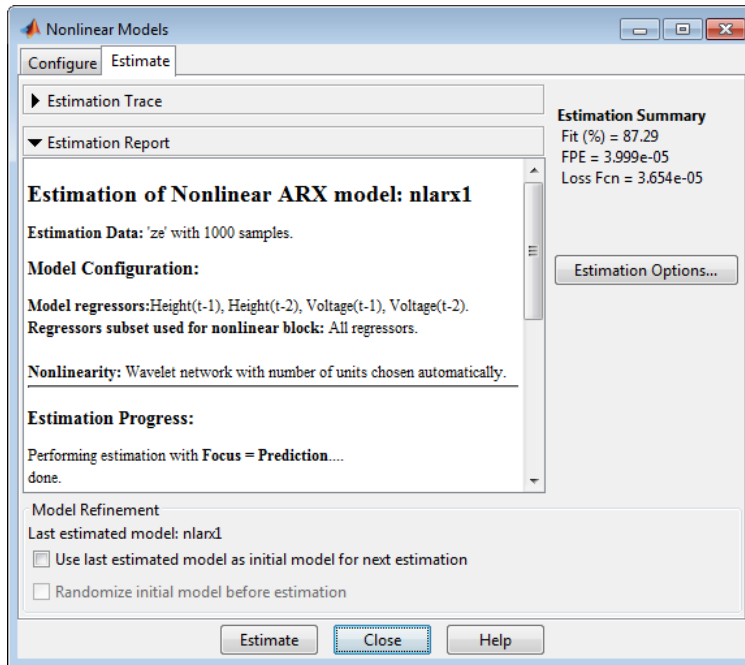 Nonlinear Models
Configure Estimate
Estimation Trace
Estimation Report
Estimation of Nonlinear ARX model: nlarx1
Estimation Data: 'ze' with 1000 samples.
Model Configuration:
Model regressors:Height(t-1), Height(t-2), Voltage(t-1), Voltage(t-2).
Regressors subset used for nonlinear block: All regressors.
Nonlinearity: Wavelet network with number of units chosen automatically.
Estimation Progress:
Performing estimation with Focus = Prediction....
done.
Estimation Summary
Fit (%) = 87.29
FPE = 3.999e-05
Loss Fcn = 3.654e-05
Estimation Options...
Model Refinement
Last estimated model: nlarx1
Use last estimated model as initial model for next estimation
Randomize initial model before estimation
Estimate Close Help